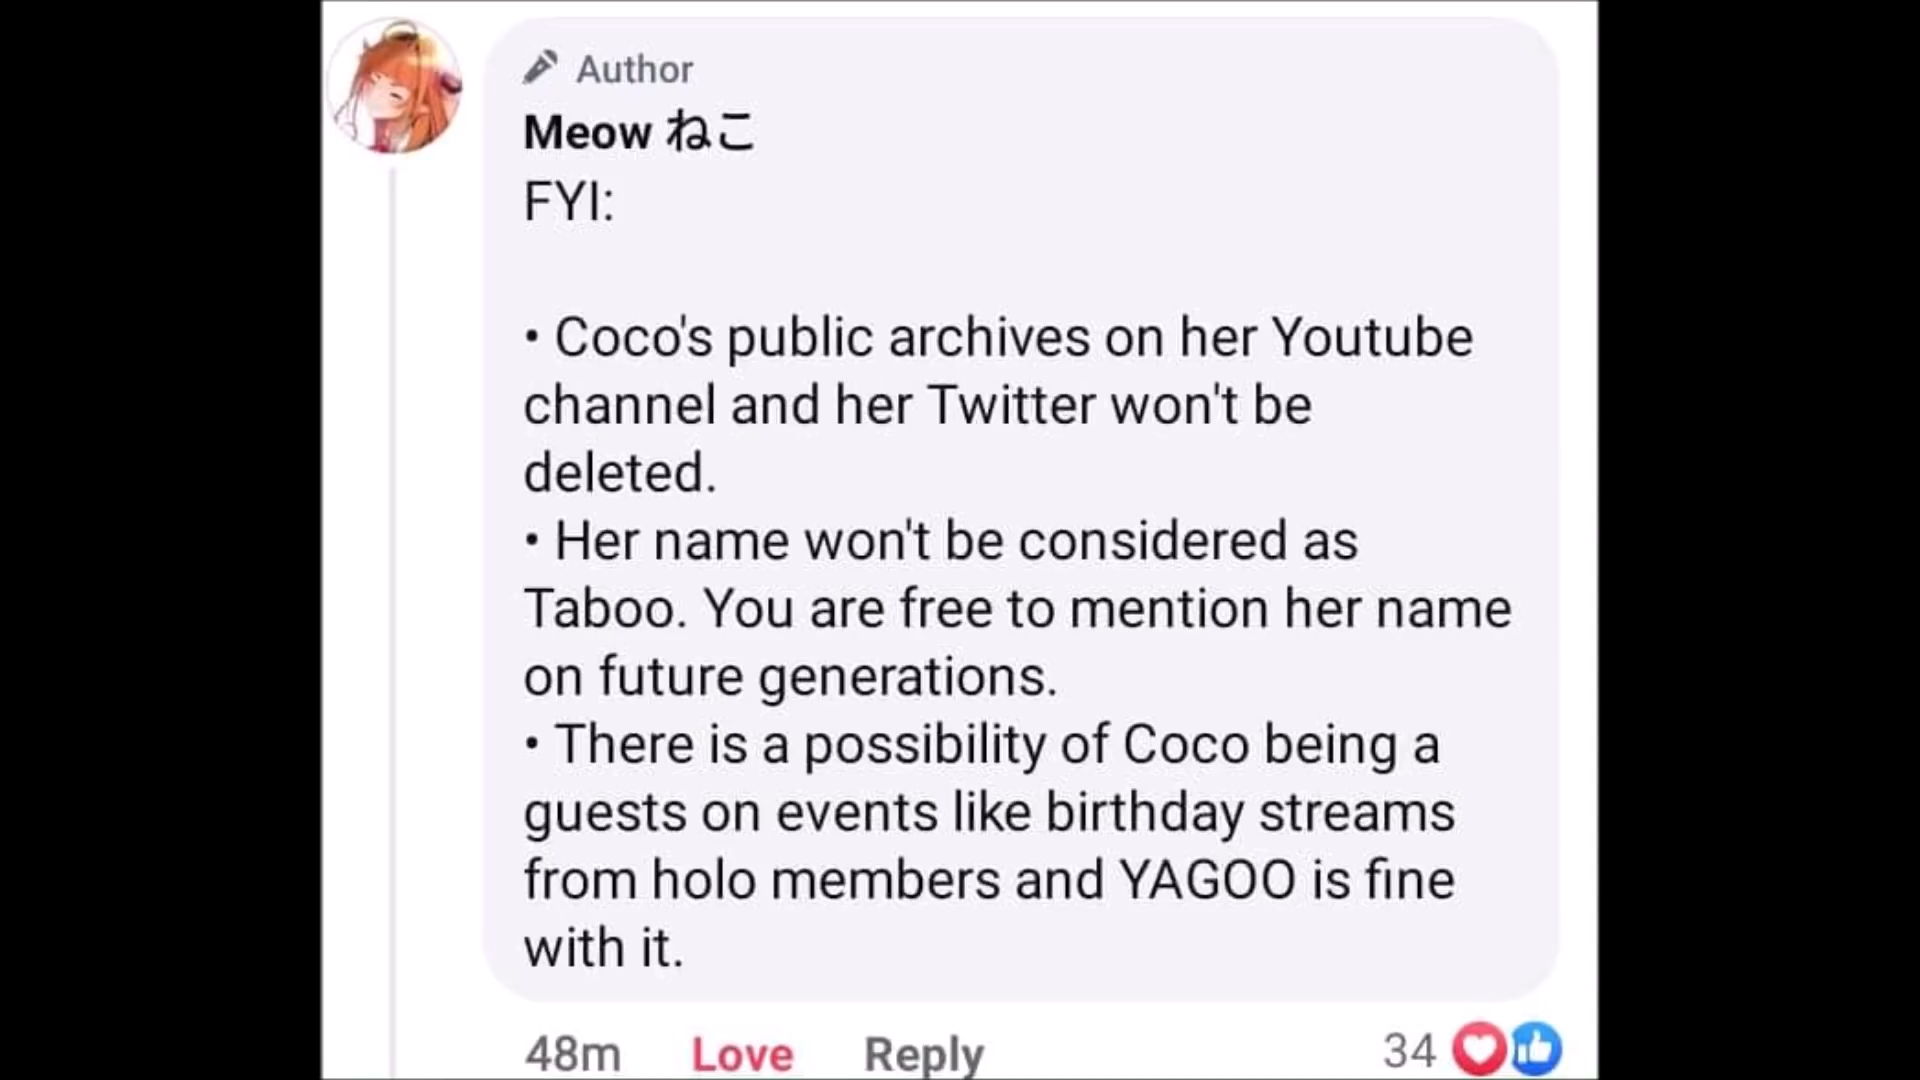 Author
Meow ねこ
FYI:
• Coco's public archives on her Youtube
channel and her Twitter won't be
deleted.
• Her name won't be considered as
Taboo. You are free to mention her name
on future generations.
• There is a possibility of Coco being a
guests on events like birthday streams
from holo members and YAGOO is fine
with it.
48m Love Reply 34